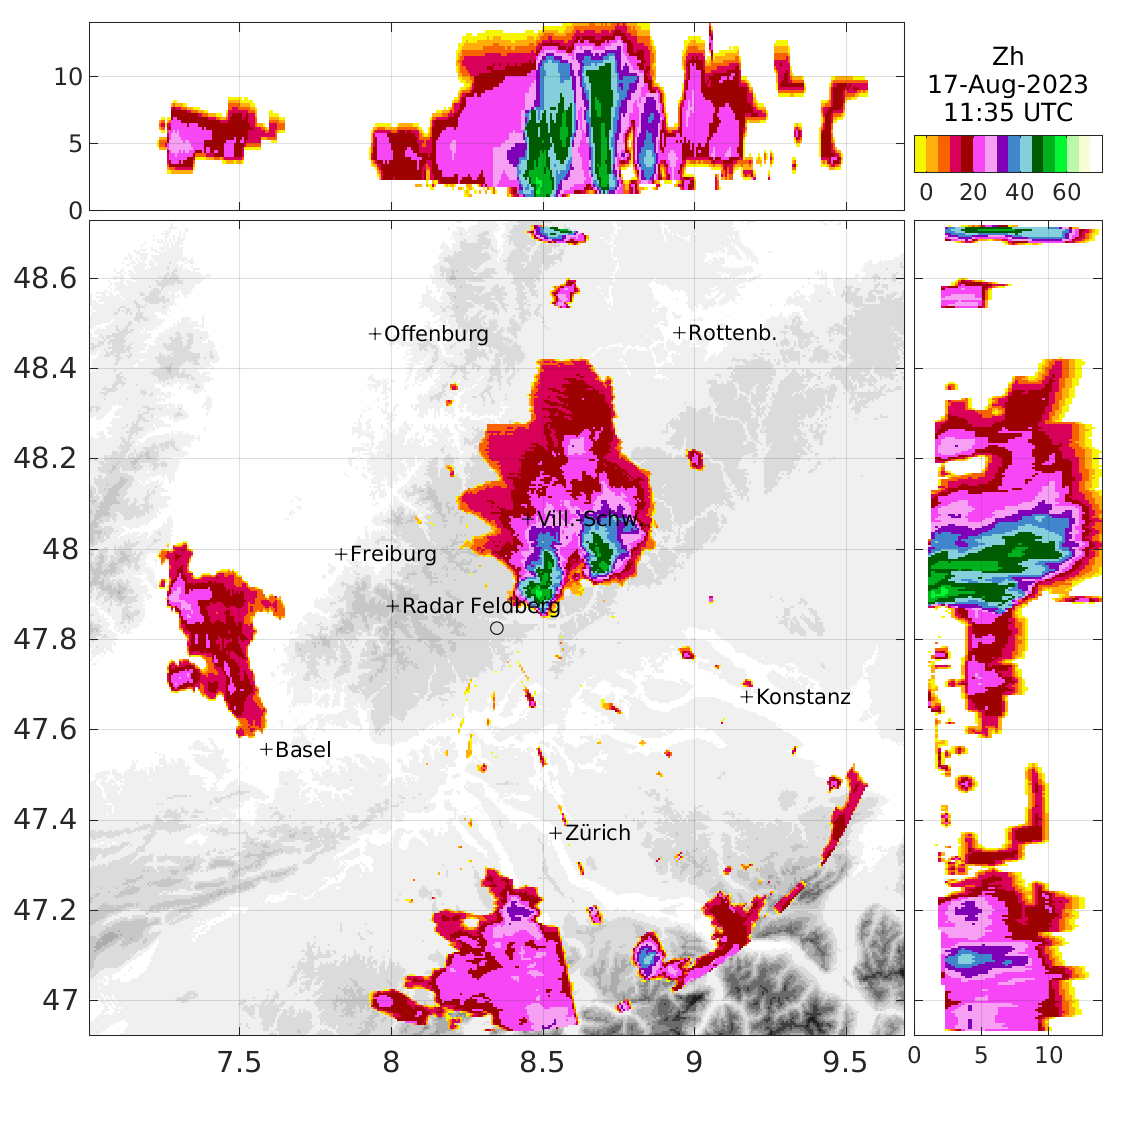 10
5
0
Zh
17-Aug-2023
11:35 UTC
0 20 40 60
48.6
Offenburg
Rottenb.
48.4
48.2
Vill.-Schw.
48
Freiburg
Radar Feldberg
47.8
Konstanz
47.6
Basel
47.4
Zürich
47.2
47
7.5 8 8.5 9 9.5
0 5 10